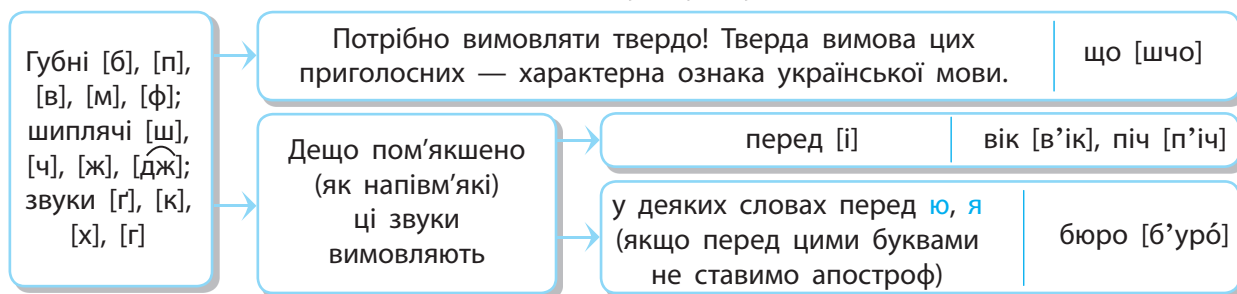 Губні [б], [п],
[в], [м], [ф];
шиплячі [ш],
[ч], [ж], [д͡ж];
звуки [ґ], [к],
[х], [г]
Потрібно вимовляти твердо! Тверда вимова цих
приголосних — характерна ознака української мови.
що [шчо]
Дещо пом’якшено
(як напівм’які)
ці звуки
вимовляють
перед [і]
вік [в’ік], піч [п’іч]
у деяких словах перед ю, я
(якщо перед цими буквами
не ставимо апостроф)
бюро [б’уро́]